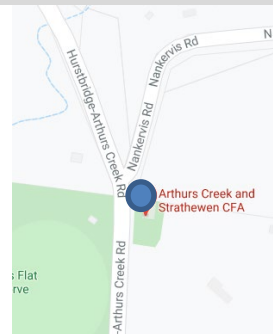 Hurstbridge-Arthurs Creek Rd
Nankervis Rd
Nankervis Rd
N
Arthurs Creek and
Strathewen CFA
s Flat
rve
-Arthurs Creek Rd